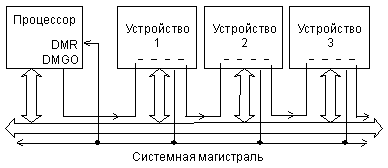 Процессор
DMR
DMGO
Устройство
1
Устройство
2
Устройство
3
Системная магистраль